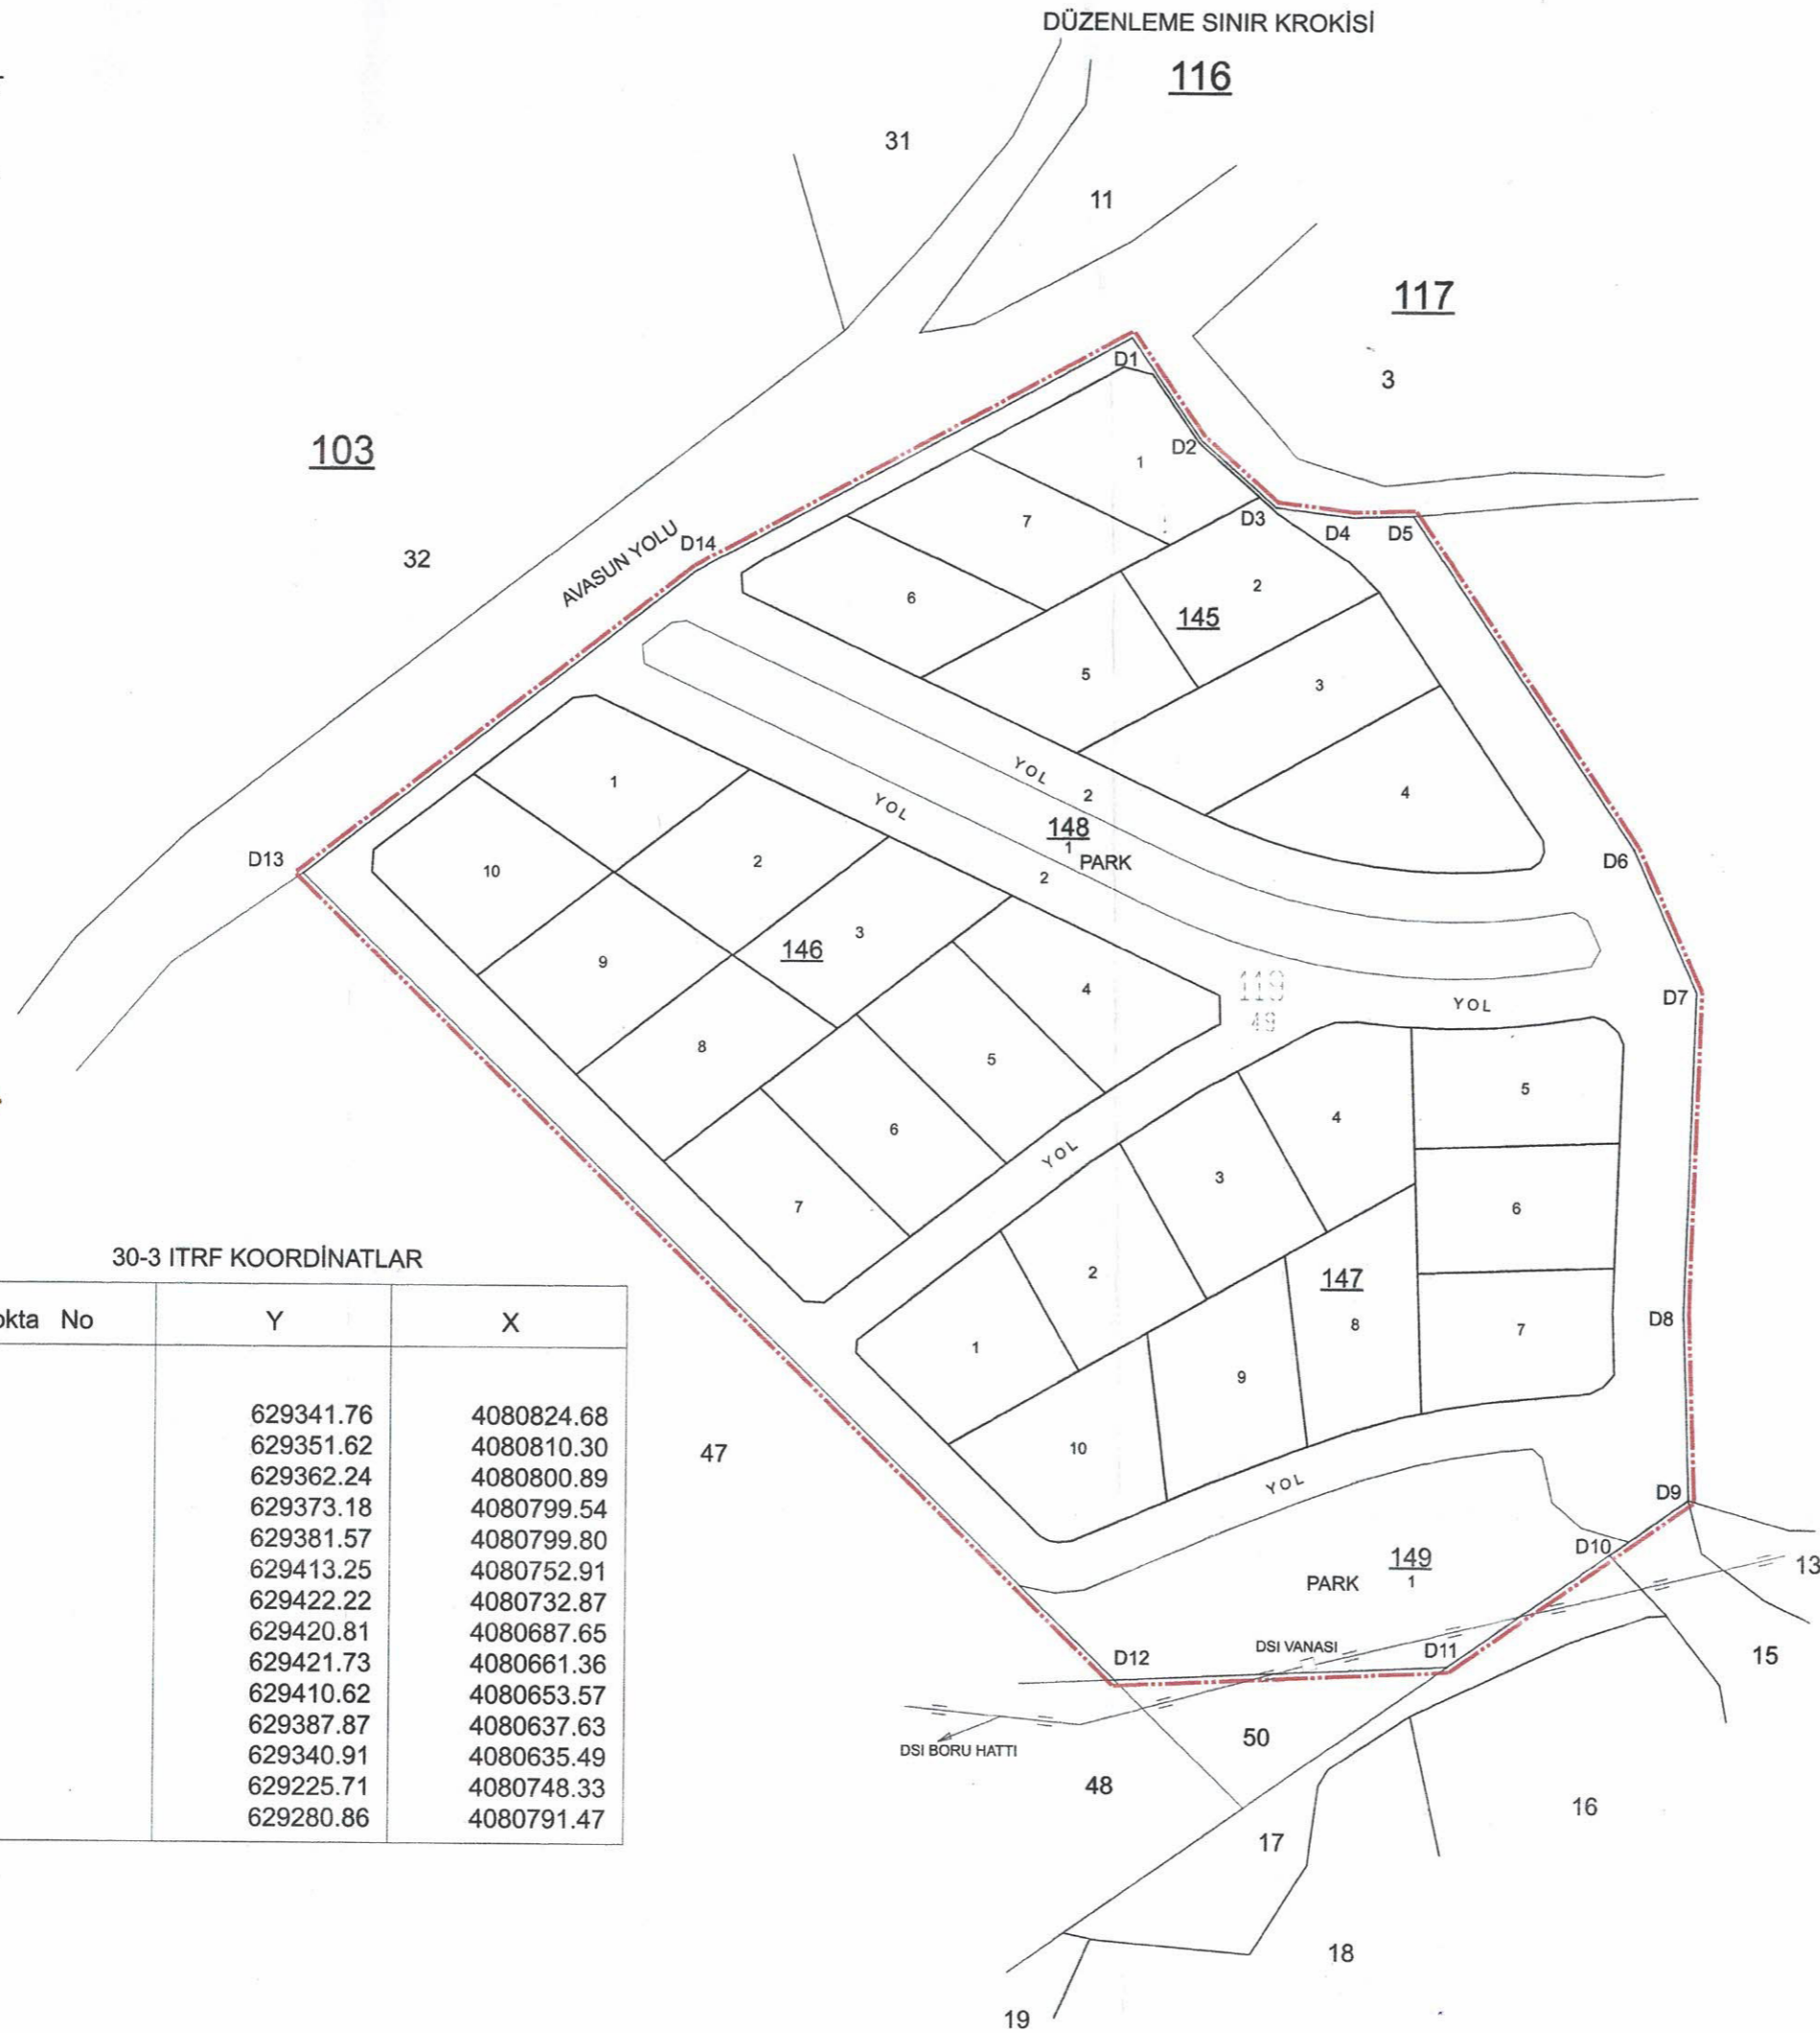 DÜZENLEME SINIR KROKİSİ
116
31
11
117
3
103
32
AVASUN YOLU
D1
D2
D3
D4
D5
D14
1
7
6
2
145
5
3
4
YOL
2
YOL
148
1
PARK
2
D13
D6
1
10
2
3
146
9
4
8
5
6
7
119
49
YOL
D7
YOL
5
4
3
6
2
147
7
8
1
9
10
D8
YOL
D9
D10
13
149
PARK 1
DSI VANASI
D11
D12
15
50
DSI BORU HATTI
48
16
17
18
19
47
30-3 ITRF KOORDİNATLAR
okta No Y X
629341.76 4080824.68
629351.62 4080810.30
629362.24 4080800.89
629373.18 4080799.54
629381.57 4080799.80
629413.25 4080752.91
629422.22 4080732.87
629420.81 4080687.65
629421.73 4080661.36
629410.62 4080653.57
629387.87 4080637.63
629340.91 4080635.49
629225.71 4080748.33
629280.86 4080791.47